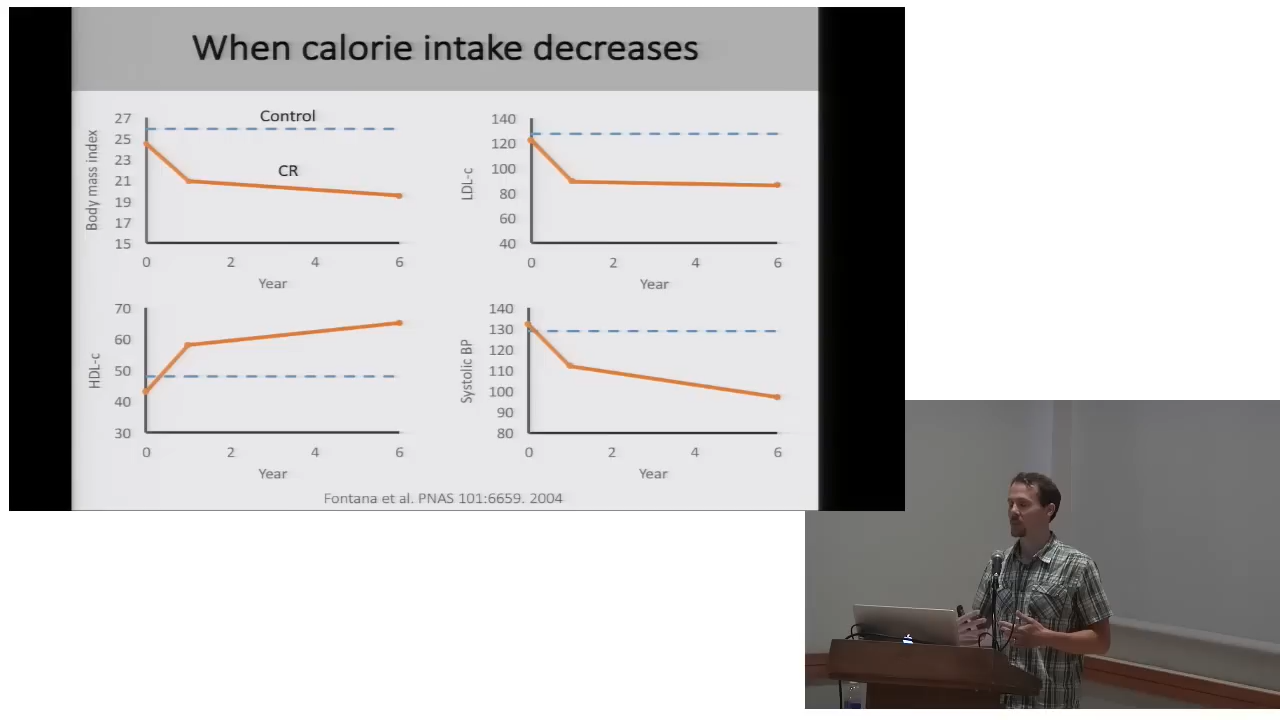 When calorie intake decreases
Control
CR
Body mass index
27
25
23
21
19
17
15
0 2 4 6
Year
LDL-c
140
120
100
80
60
40
0 2 4 6
Year
HDL-c
70
60
50
40
30
0 2 4 6
Year
Systolic BP
140
130
120
110
100
90
80
0 2 4 6
Year
Fontana et al. PNAS 101:6659. 2004